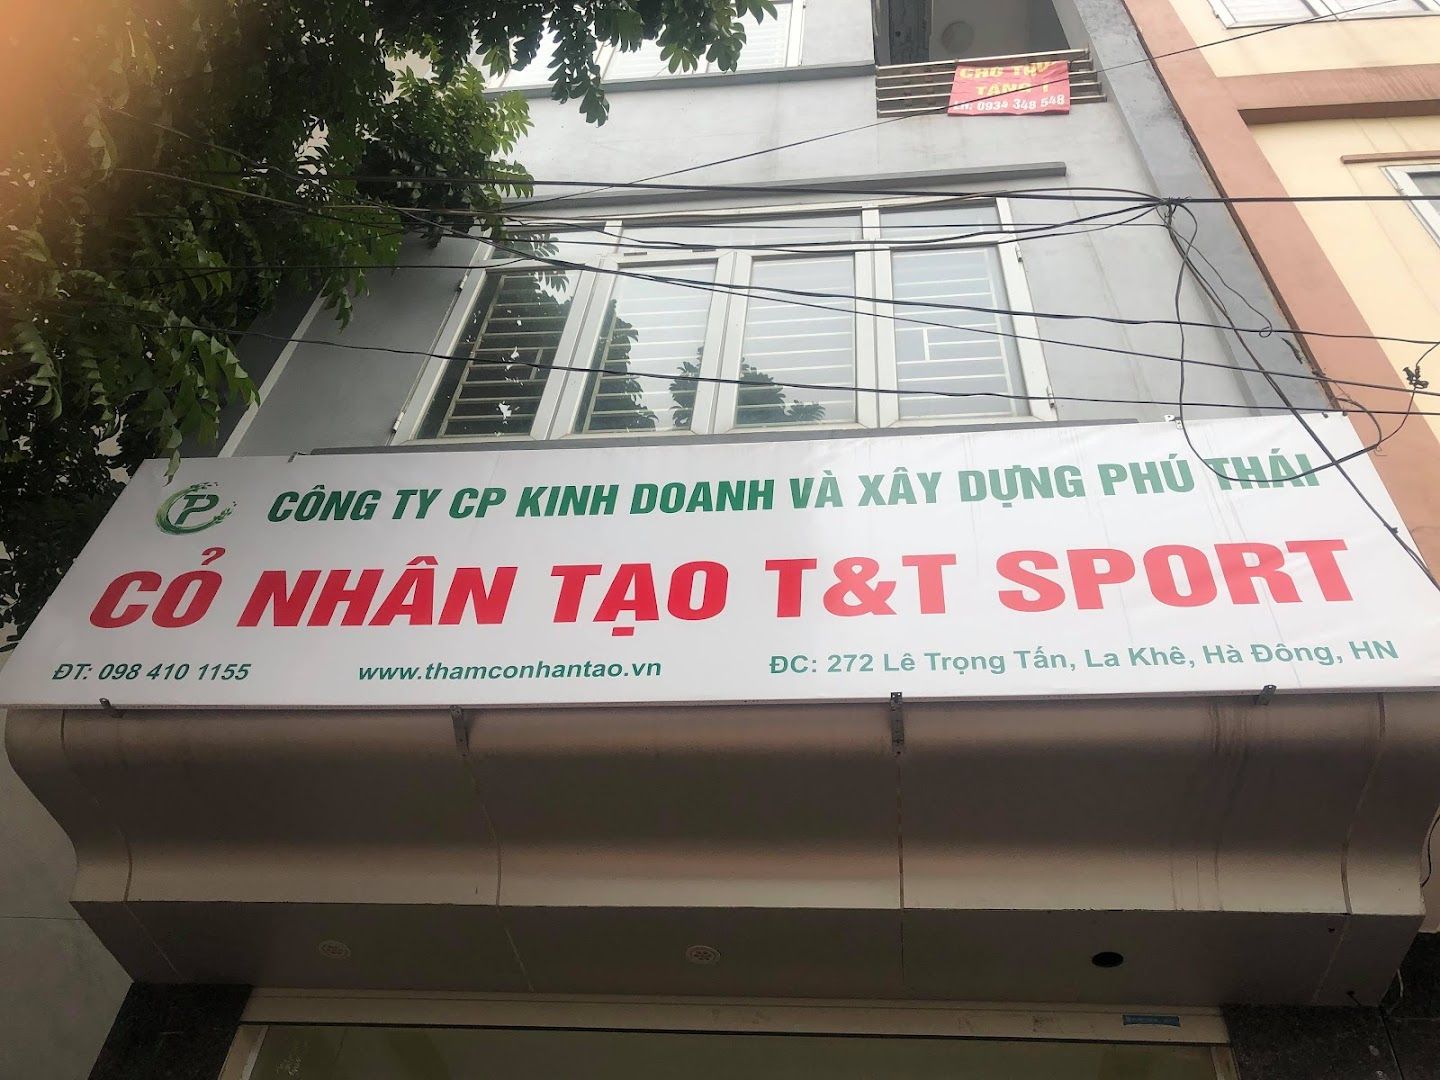 CHO THUÊ
TẦNG 1
LH: 0934 348 548
TP
CÔNG TY CP KINH DOANH VÀ XÂY DỰNG PHÚ THÁI
CỎ NHÂN TẠO T&T SPORT
ĐT: 098 410 1155
www.thamconhantao.vn
ĐC: 272 Lê Trọng Tấn, La Khê, Hà Đông, HN